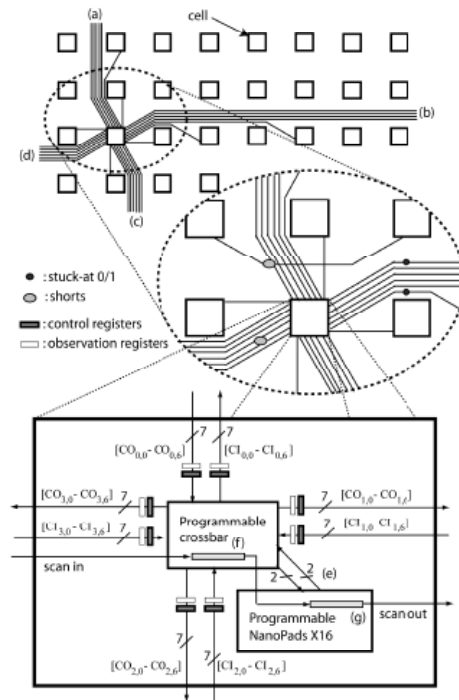 (a)
cell
(b)
(d)
(c)
: stuck-at 0/1
: shorts
: control registers
: observation registers
7 7
[CO0,0 - CO0,6] [CI0,0 - CI0,6]
[CO3,0 - CO3,6] 7
7 [CO1,0 - CO1,6]
[CI3,0 - CI3,6] 7
7 [CI1,0 CI1,6]
Programmable
crossbar (f)
scan in
2 2 (e)
(g) scan out
Programmable
NanoPads X16
7 7
[CO2,0 - CO2,6] [CI2,0 - CI2,6]